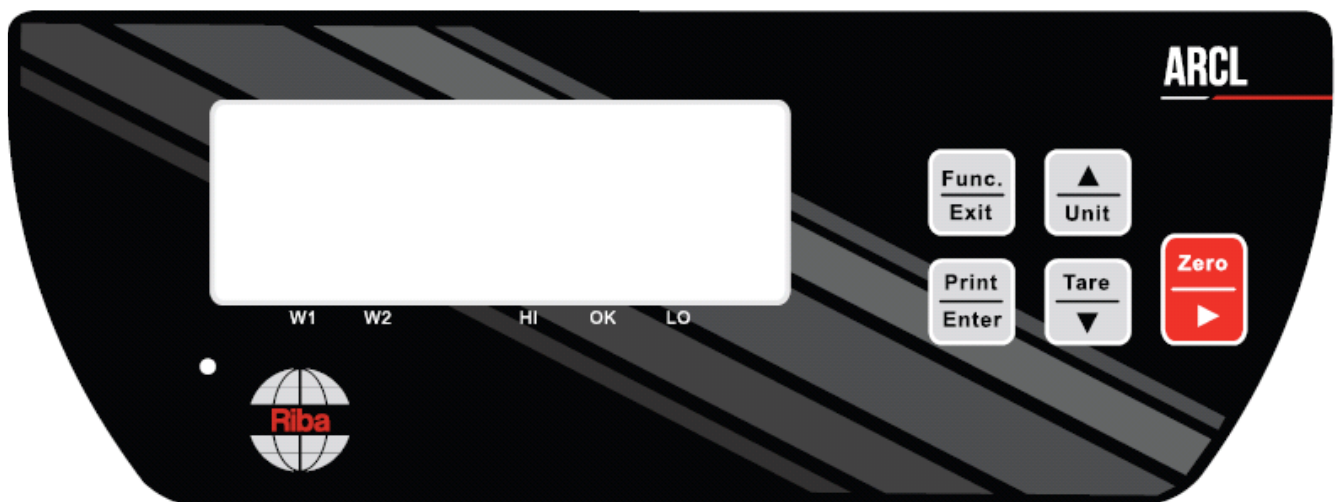 ARCL
Func.
Exit
▲
Unit
Print
Enter
Tare
▼
Zero
▶
W1 W2 HI OK LO
Riba